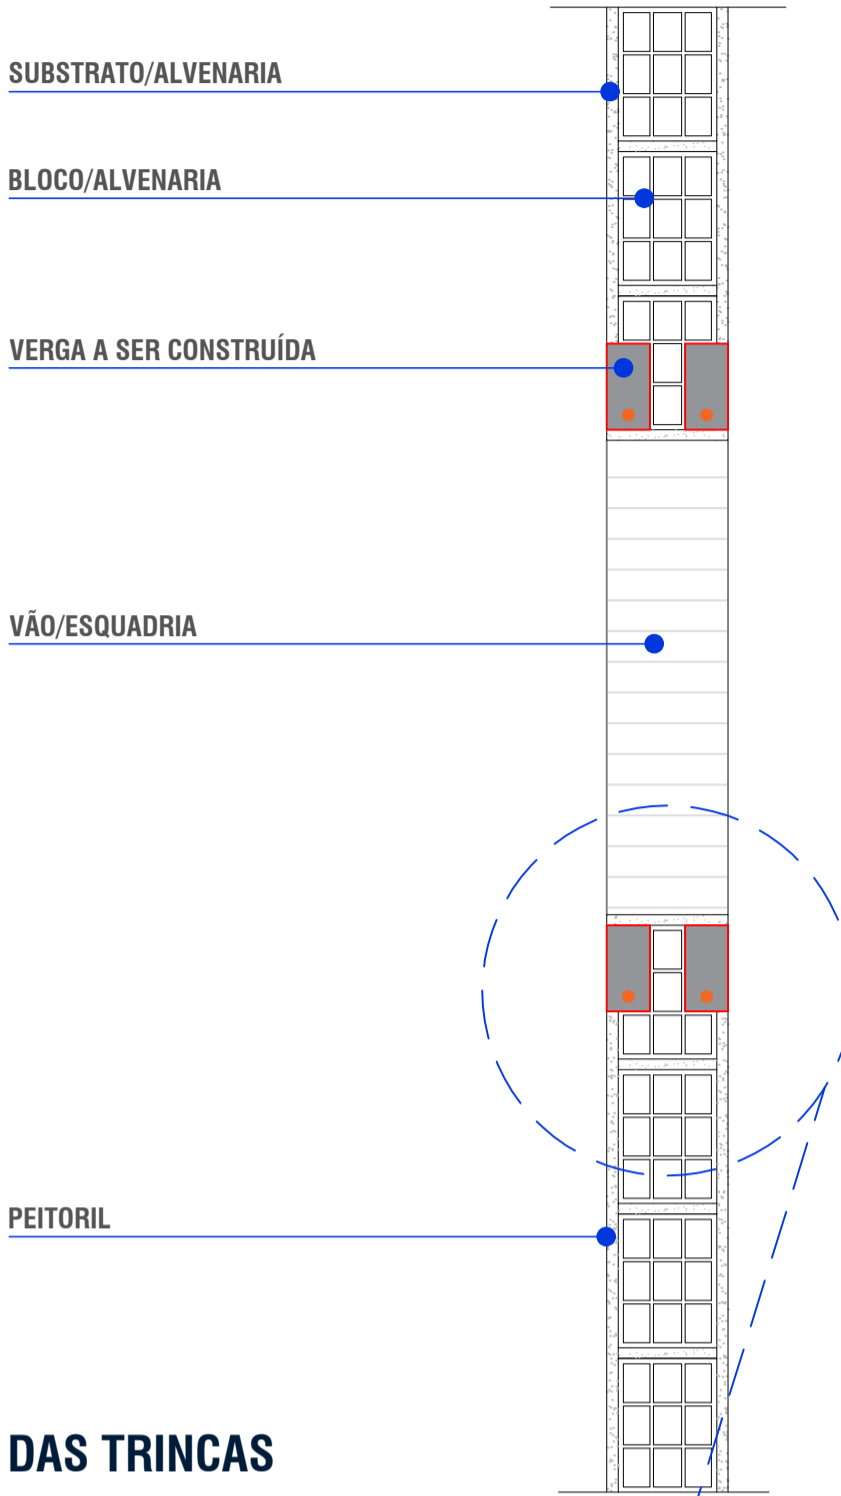 SUBSTRATO/ALVENARIA
BLOCO/ALVENARIA
VERGA A SER CONSTRUÍDA
VÃO/ESQUADRIA
PEITORIL
DAS TRINCAS